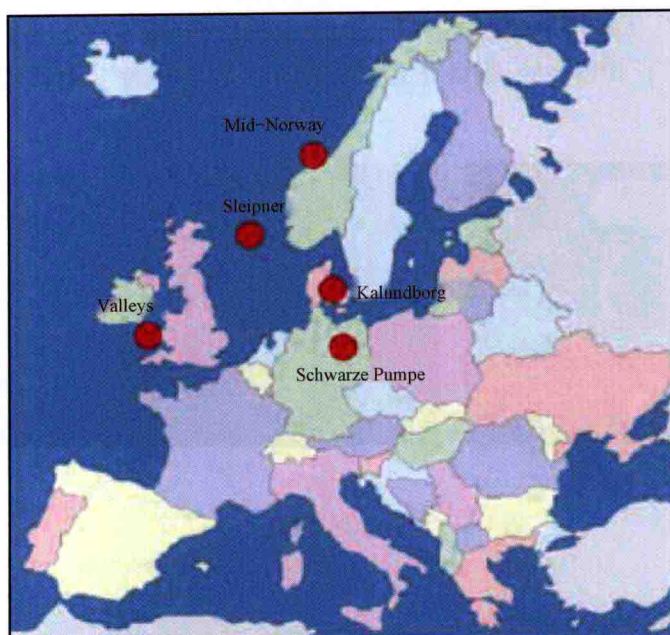 Mid-Norway
Sleipner
Valleys
Kalundborg
Schwarze Pumpe